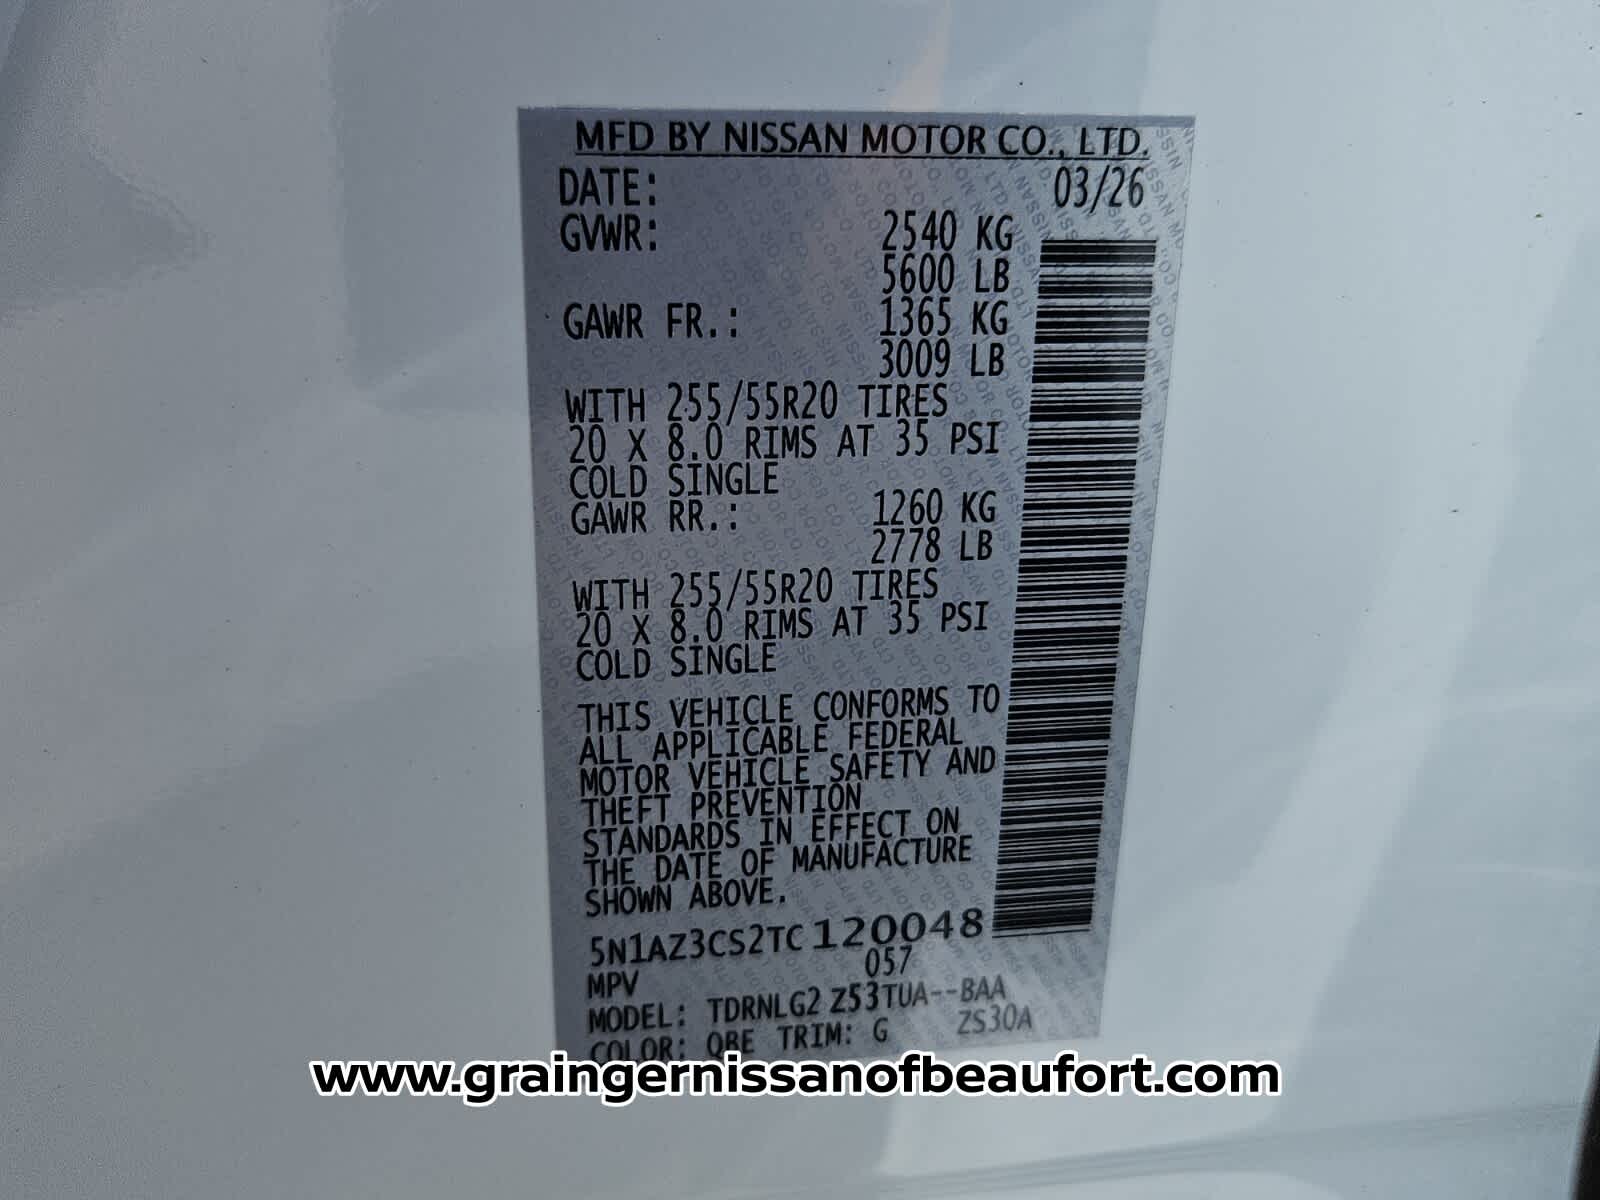 MFD BY NISSAN MOTOR CO., LTD.
DATE: 03/26
GVWR: 2540 KG
5600 LB
GAWR FR.: 1365 KG
3009 LB
WITH 255/55R20 TIRES
20 X 8.0 RIMS AT 35 PSI
COLD SINGLE
GAWR RR.: 1260 KG
2778 LB
WITH 255/55R20 TIRES
20 X 8.0 RIMS AT 35 PSI
COLD SINGLE
THIS VEHICLE CONFORMS TO
ALL APPLICABLE FEDERAL
MOTOR VEHICLE SAFETY AND
THEFT PREVENTION
STANDARDS IN EFFECT ON
THE DATE OF MANUFACTURE
SHOWN ABOVE.
5N1AZ3CS2TC120048
MPV 057
MODEL: TDRNLG2 Z53TUA--BAA
COLOR: QBE TRIM: G ZS30A
www.graingernissanofbeaufort.com